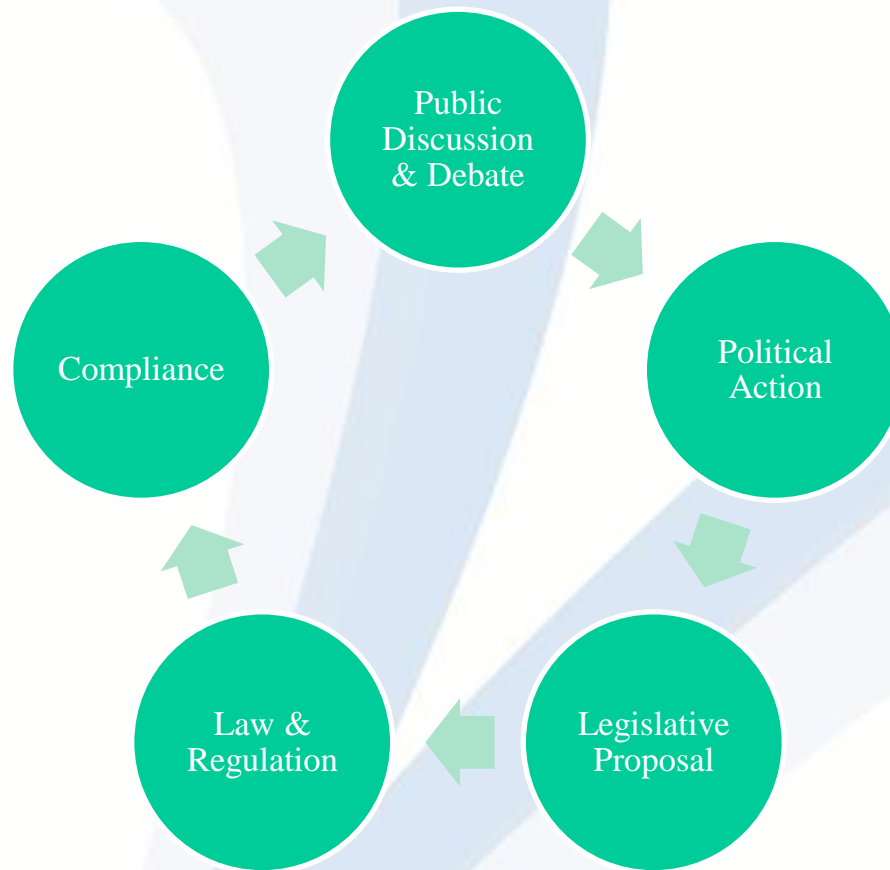 Public
Discussion
& Debate
Political
Action
Legislative
Proposal
Law &
Regulation
Compliance